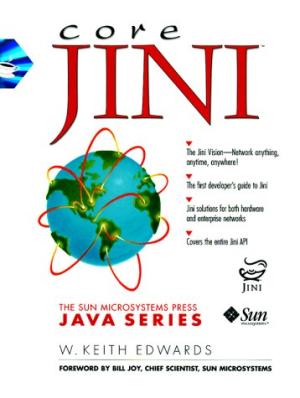 core
JINI™
The Jini Vision—Network anything,
anytime, anywhere!
The first developer's guide to Jini
Jini solutions for both hardware
and enterprise networks
Covers the entire Jini API
JINI
THE SUN MICROSYSTEMS PRESS
JAVA SERIES
Sun
microsystems
W. KEITH EDWARDS
FOREWORD BY BILL JOY, CHIEF SCIENTIST, SUN MICROSYSTEMS